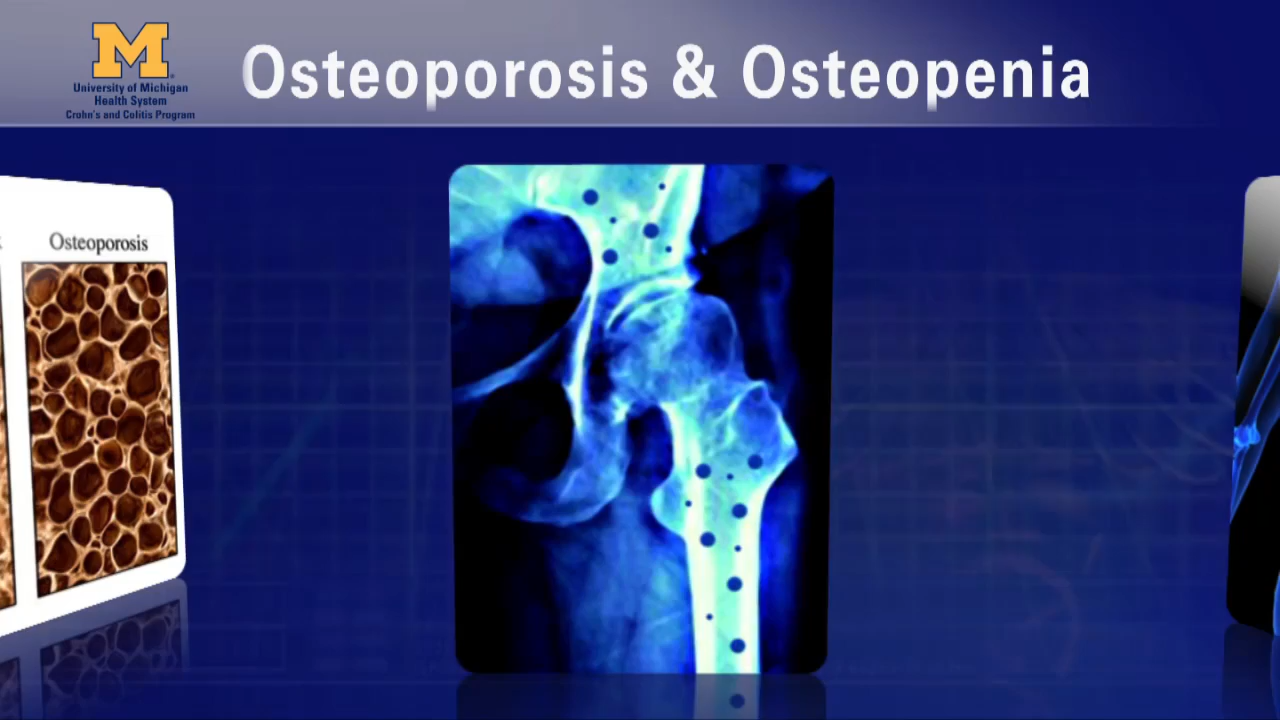 Osteoporosis & Osteopenia
M
University of Michigan
Health System
Crohn's and Colitis Program
Osteoporosis